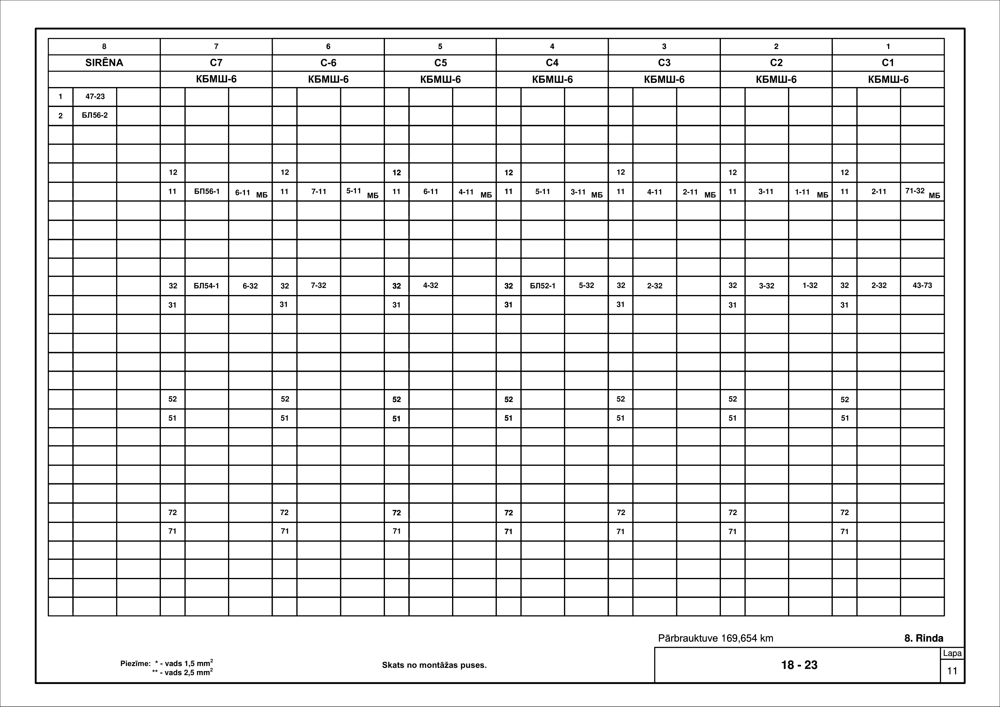 8 7 6 5 4 3 2 1
SIRĒNA C7 C-6 C5 C4 C3 C2 C1
КБМШ-6 КБМШ-6 КБМШ-6 КБМШ-6 КБМШ-6 КБМШ-6 КБМШ-6
1 47-23
2 БЛ56-2
12 12 12 12 12 12 12
11 БП56-1 6-11 МБ 11 7-11 5-11 МБ 11 6-11 4-11 МБ 11 5-11 3-11 МБ 11 4-11 2-11 МБ 11 3-11 1-11 МБ 11 2-11 71-32 МБ
32 БЛ54-1 6-32 32 7-32 32 4-32 32 БЛ52-1 5-32 32 2-32 32 3-32 1-32 32 2-32 43-73
31 31 31 31 31 31 31
52 52 52 52 52 52 52
51 51 51 51 51 51 51
72 72 72 72 72 72 72
71 71 71 71 71 71 71
Pārbrauktuve 169,654 km 8. Rinda
Piezīme: * - vads 1,5 mm²
** - vads 2,5 mm²
Skats no montāžas puses.
18 - 23
Lapa
11